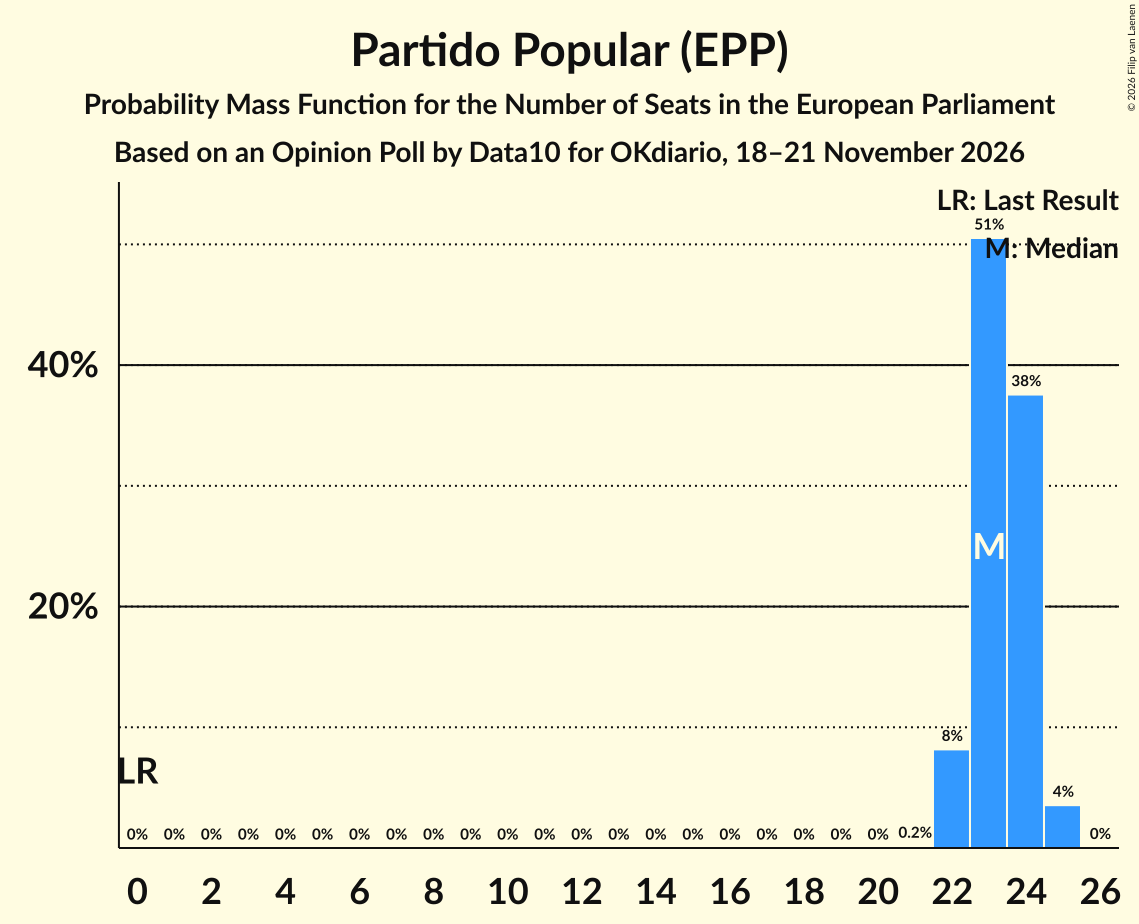 Partido Popular (EPP)
Probability Mass Function for the Number of Seats in the European Parliament
Based on an Opinion Poll by Data10 for OKdiario, 18–21 November 2026
© 2026 Filip van Laenen
LR: Last Result
51%
M: Median
40%
38%
M
20%
8%
LR
4%
0% 0% 0% 0% 0% 0% 0% 0% 0% 0% 0% 0% 0% 0% 0% 0% 0% 0% 0% 0% 0% 0.2% 0%
0 2 4 6 8 10 12 14 16 18 20 22 24 26